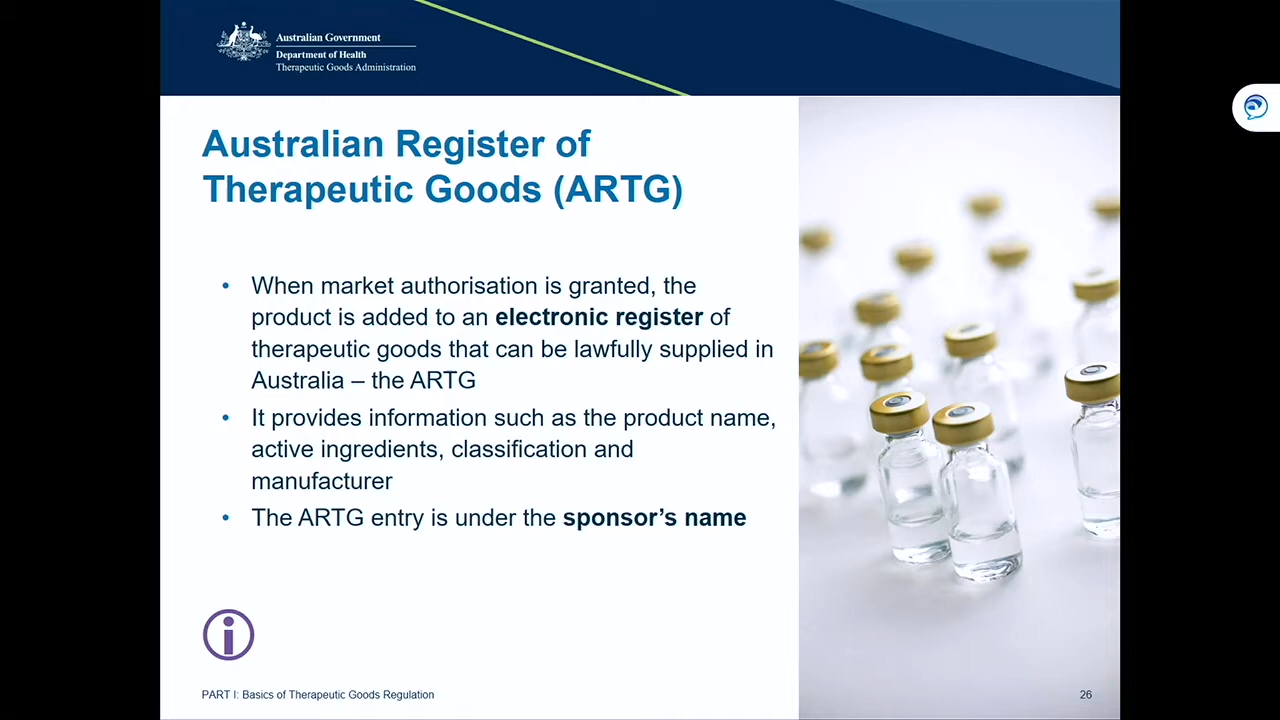 Australian Government
Department of Health
Therapeutic Goods Administration
Australian Register of
Therapeutic Goods (ARTG)
• When market authorisation is granted, the
product is added to an electronic register of
therapeutic goods that can be lawfully supplied in
Australia – the ARTG
• It provides information such as the product name,
active ingredients, classification and
manufacturer
• The ARTG entry is under the sponsor’s name
PART I: Basics of Therapeutic Goods Regulation
26